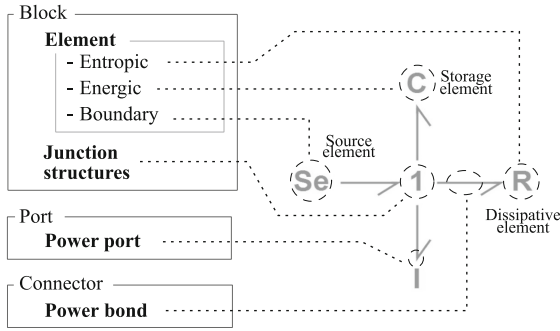 Block
Element
- Entropic
- Energic
- Boundary
Junction
structures
Port
Power port
Connector
Power bond
C
Storage
element
Source
element
Se
1
R
Dissipative
element
I